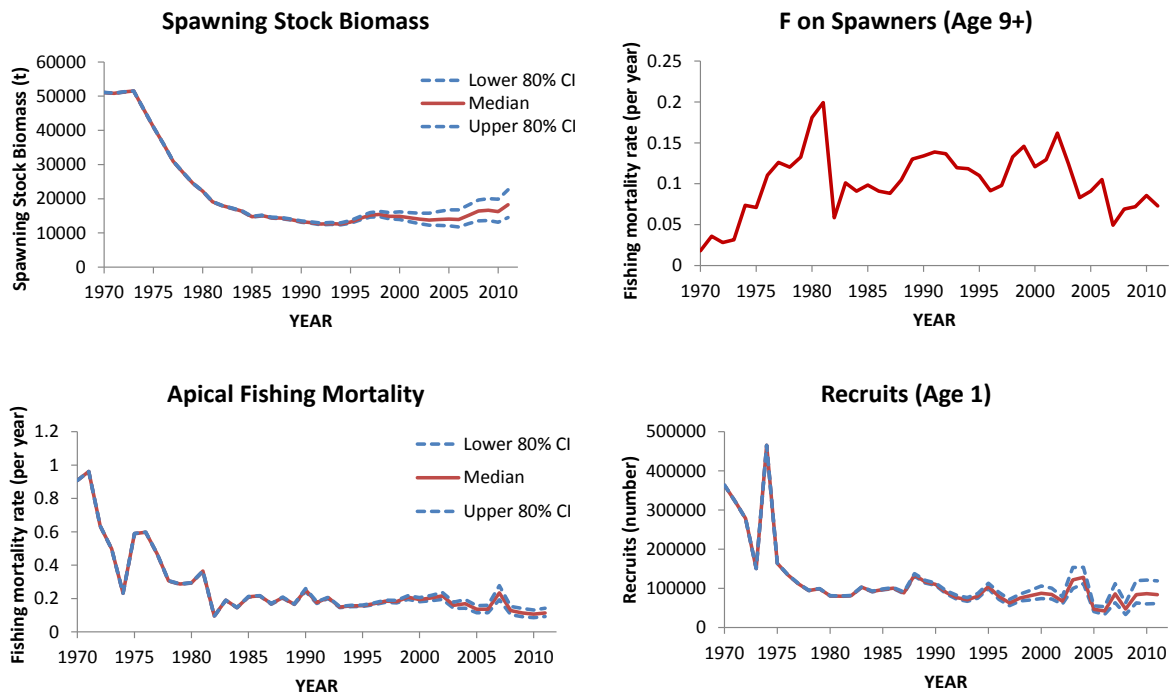 Spawning Stock Biomass
Spawning Stock Biomass (t)
60000
50000
40000
30000
20000
10000
0
1970 1975 1980 1985 1990 1995 2000 2005 2010
YEAR
Lower 80% CI
Median
Upper 80% CI
F on Spawners (Age 9+)
Fishing mortality rate (per year)
0.25
0.2
0.15
0.1
0.05
0
1970 1975 1980 1985 1990 1995 2000 2005 2010
YEAR
Apical Fishing Mortality
Fishing mortality rate (per year)
1.2
1
0.8
0.6
0.4
0.2
0
1970 1975 1980 1985 1990 1995 2000 2005 2010
YEAR
Lower 80% CI
Median
Upper 80% CI
Recruits (Age 1)
Recruits (number)
500000
400000
300000
200000
100000
0
1970 1975 1980 1985 1990 1995 2000 2005 2010
YEAR